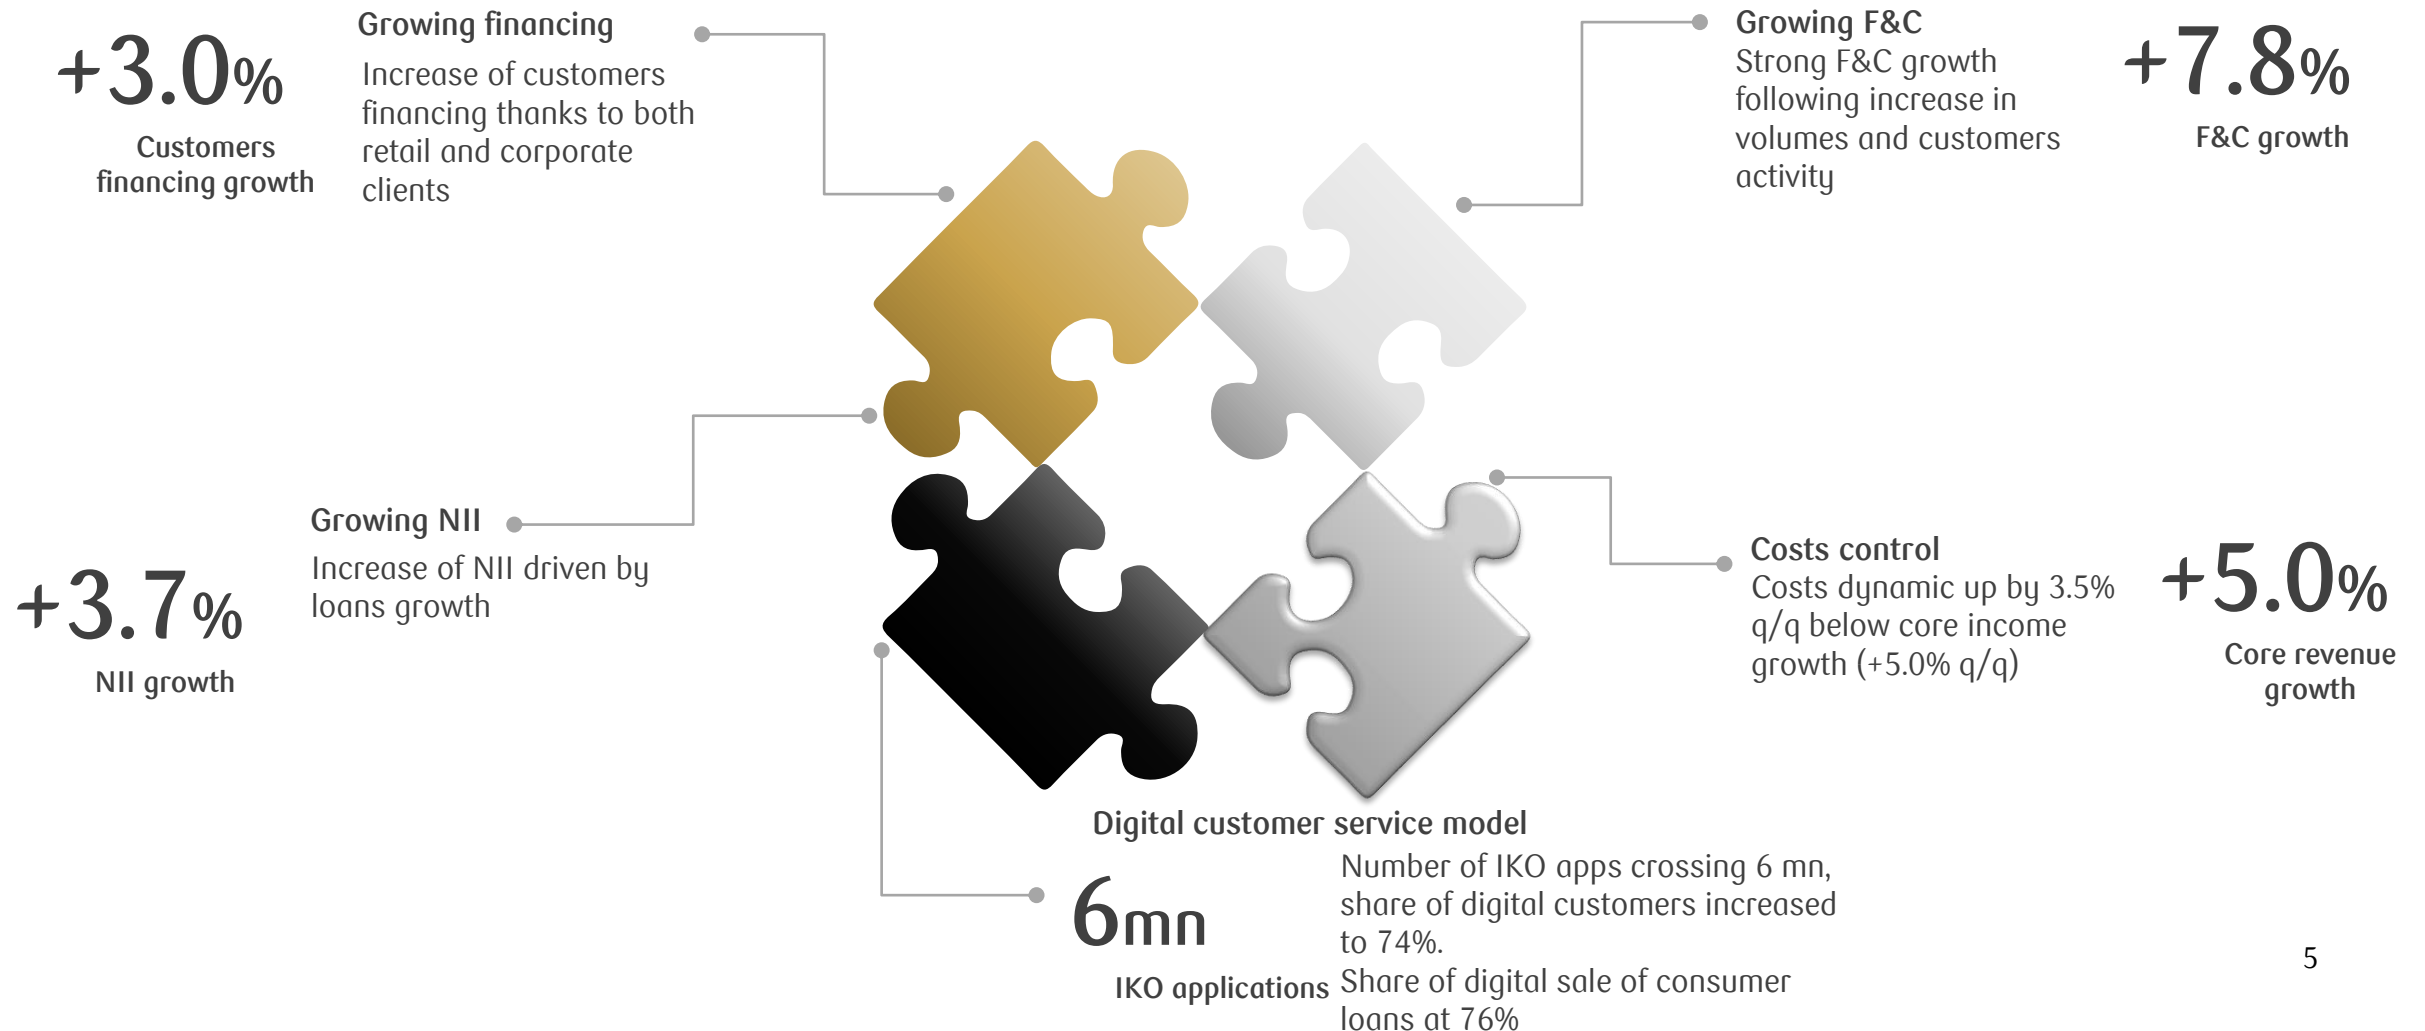 +3.0%
Customers
financing growth
Growing financing
Increase of customers
financing thanks to both
retail and corporate
clients
Growing F&C
Strong F&C growth
following increase in
volumes and customers
activity
+7.8%
F&C growth
+3.7%
NII growth
Growing NII
Increase of NII driven by
loans growth
Costs control
Costs dynamic up by 3.5%
q/q below core income
growth (+5.0% q/q)
+5.0%
Core revenue
growth
Digital customer service model
6mn
IKO applications
Number of IKO apps crossing 6 mn,
share of digital customers increased
to 74%.
Share of digital sale of consumer
loans at 76%
5